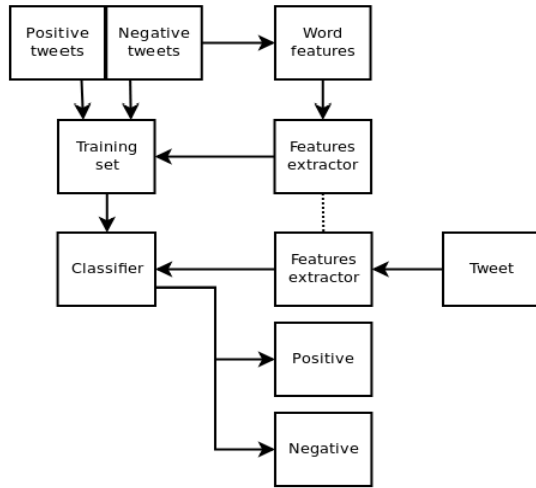 Positive
tweets
Negative
tweets
Word
features
Training
set
Features
extractor
Classifier
Features
extractor
Tweet
Positive
Negative